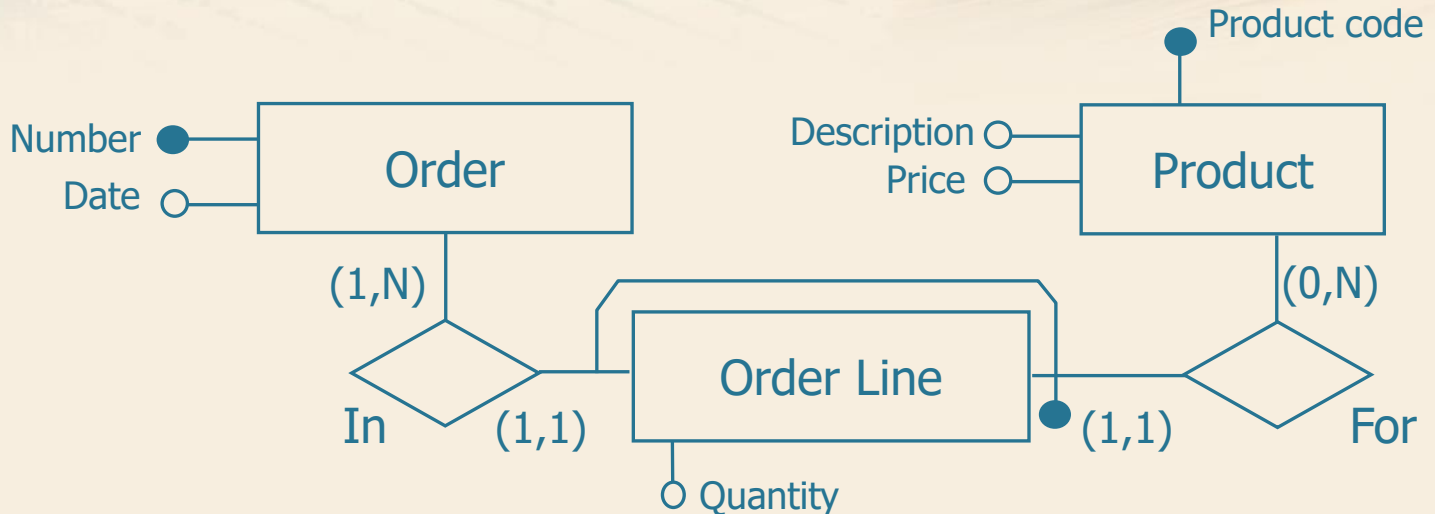 Product code
Number
Order
Description
Product
Date
Price
(1,N)
(0,N)
Order Line
In
(1,1)
(1,1)
For
Quantity